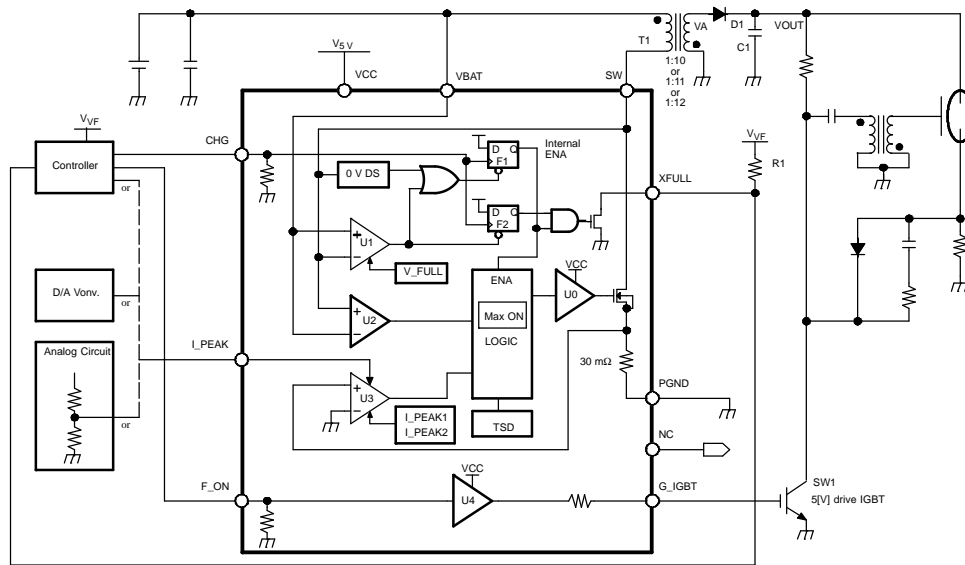 T1
VA
D1
C1
VOUT
1:10
or
1:11
or
1:12
V5 V
VCC
VBAT
SW
VVF
Controller
or
CHG
D Q
F1
Internal
ENA
0 V DS
VVF
R1
XFULL
D Q
F2
+
U1
−
V_FULL
ENA
Max ON
LOGIC
VCC
U0
D/A Vonv.
or
+
U2
−
I_PEAK
Analog Circuit
or
30 mΩ
+
U3
−
I_PEAK1
I_PEAK2
TSD
PGND
NC
F_ON
VCC
U4
G_IGBT
SW1
5[V] drive IGBT